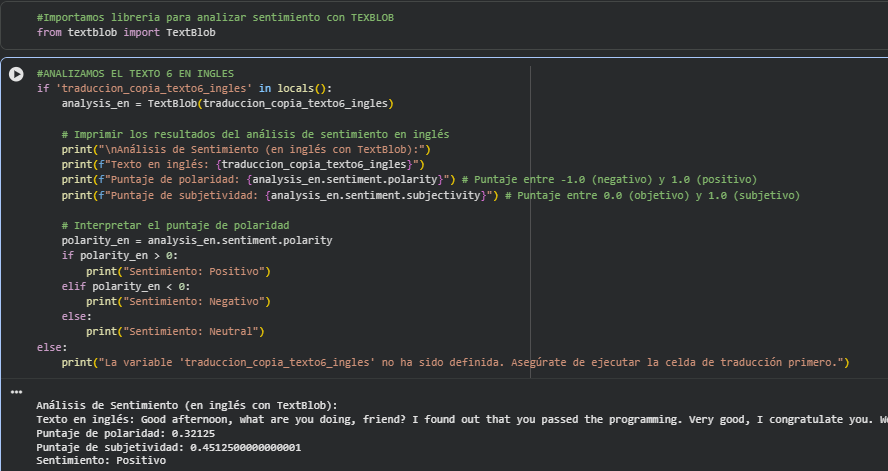 #Importamos libreria para analizar sentimiento con TEXBLOB
from textblob import TextBlob
#ANALIZAMOS EL TEXTO 6 EN INGLES
if 'traduccion_copia_texto6_ingles' in locals():
    analysis_en = TextBlob(traduccion_copia_texto6_ingles)
    # Imprimir los resultados del análisis de sentimiento en inglés
    print("\nAnálisis de Sentimiento (en inglés con TextBlob):")
    print(f"Texto en inglés: {traduccion_copia_texto6_ingles}")
    print(f"Puntaje de polaridad: {analysis_en.sentiment.polarity}") # Puntaje entre -1.0 (negativo) y 1.0 (positivo)
    print(f"Puntaje de subjetividad: {analysis_en.sentiment.subjectivity}") # Puntaje entre 0.0 (objetivo) y 1.0 (subjetivo)
    # Interpretar el puntaje de polaridad
    polarity_en = analysis_en.sentiment.polarity
    if polarity_en > 0:
        print("Sentimiento: Positivo")
    elif polarity_en < 0:
        print("Sentimiento: Negativo")
    else:
        print("Sentimiento: Neutral")
else:
    print("La variable 'traduccion_copia_texto6_ingles' no ha sido definida. Asegúrate de ejecutar la celda de traducción primero.")
Análisis de Sentimiento (en inglés con TextBlob):
Texto en inglés: Good afternoon, what are you doing, friend? I found out that you passed the programming. Very good, I congratulate you.
Puntaje de polaridad: 0.32125
Puntaje de subjetividad: 0.4512500000000001
Sentimiento: Positivo